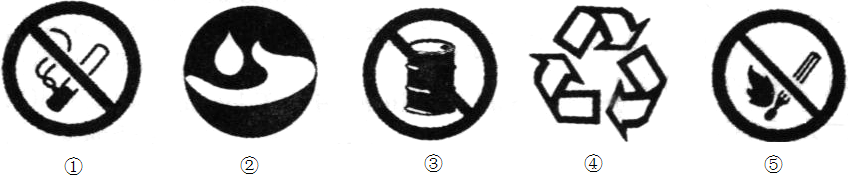 ① ② ③ ④ ⑤